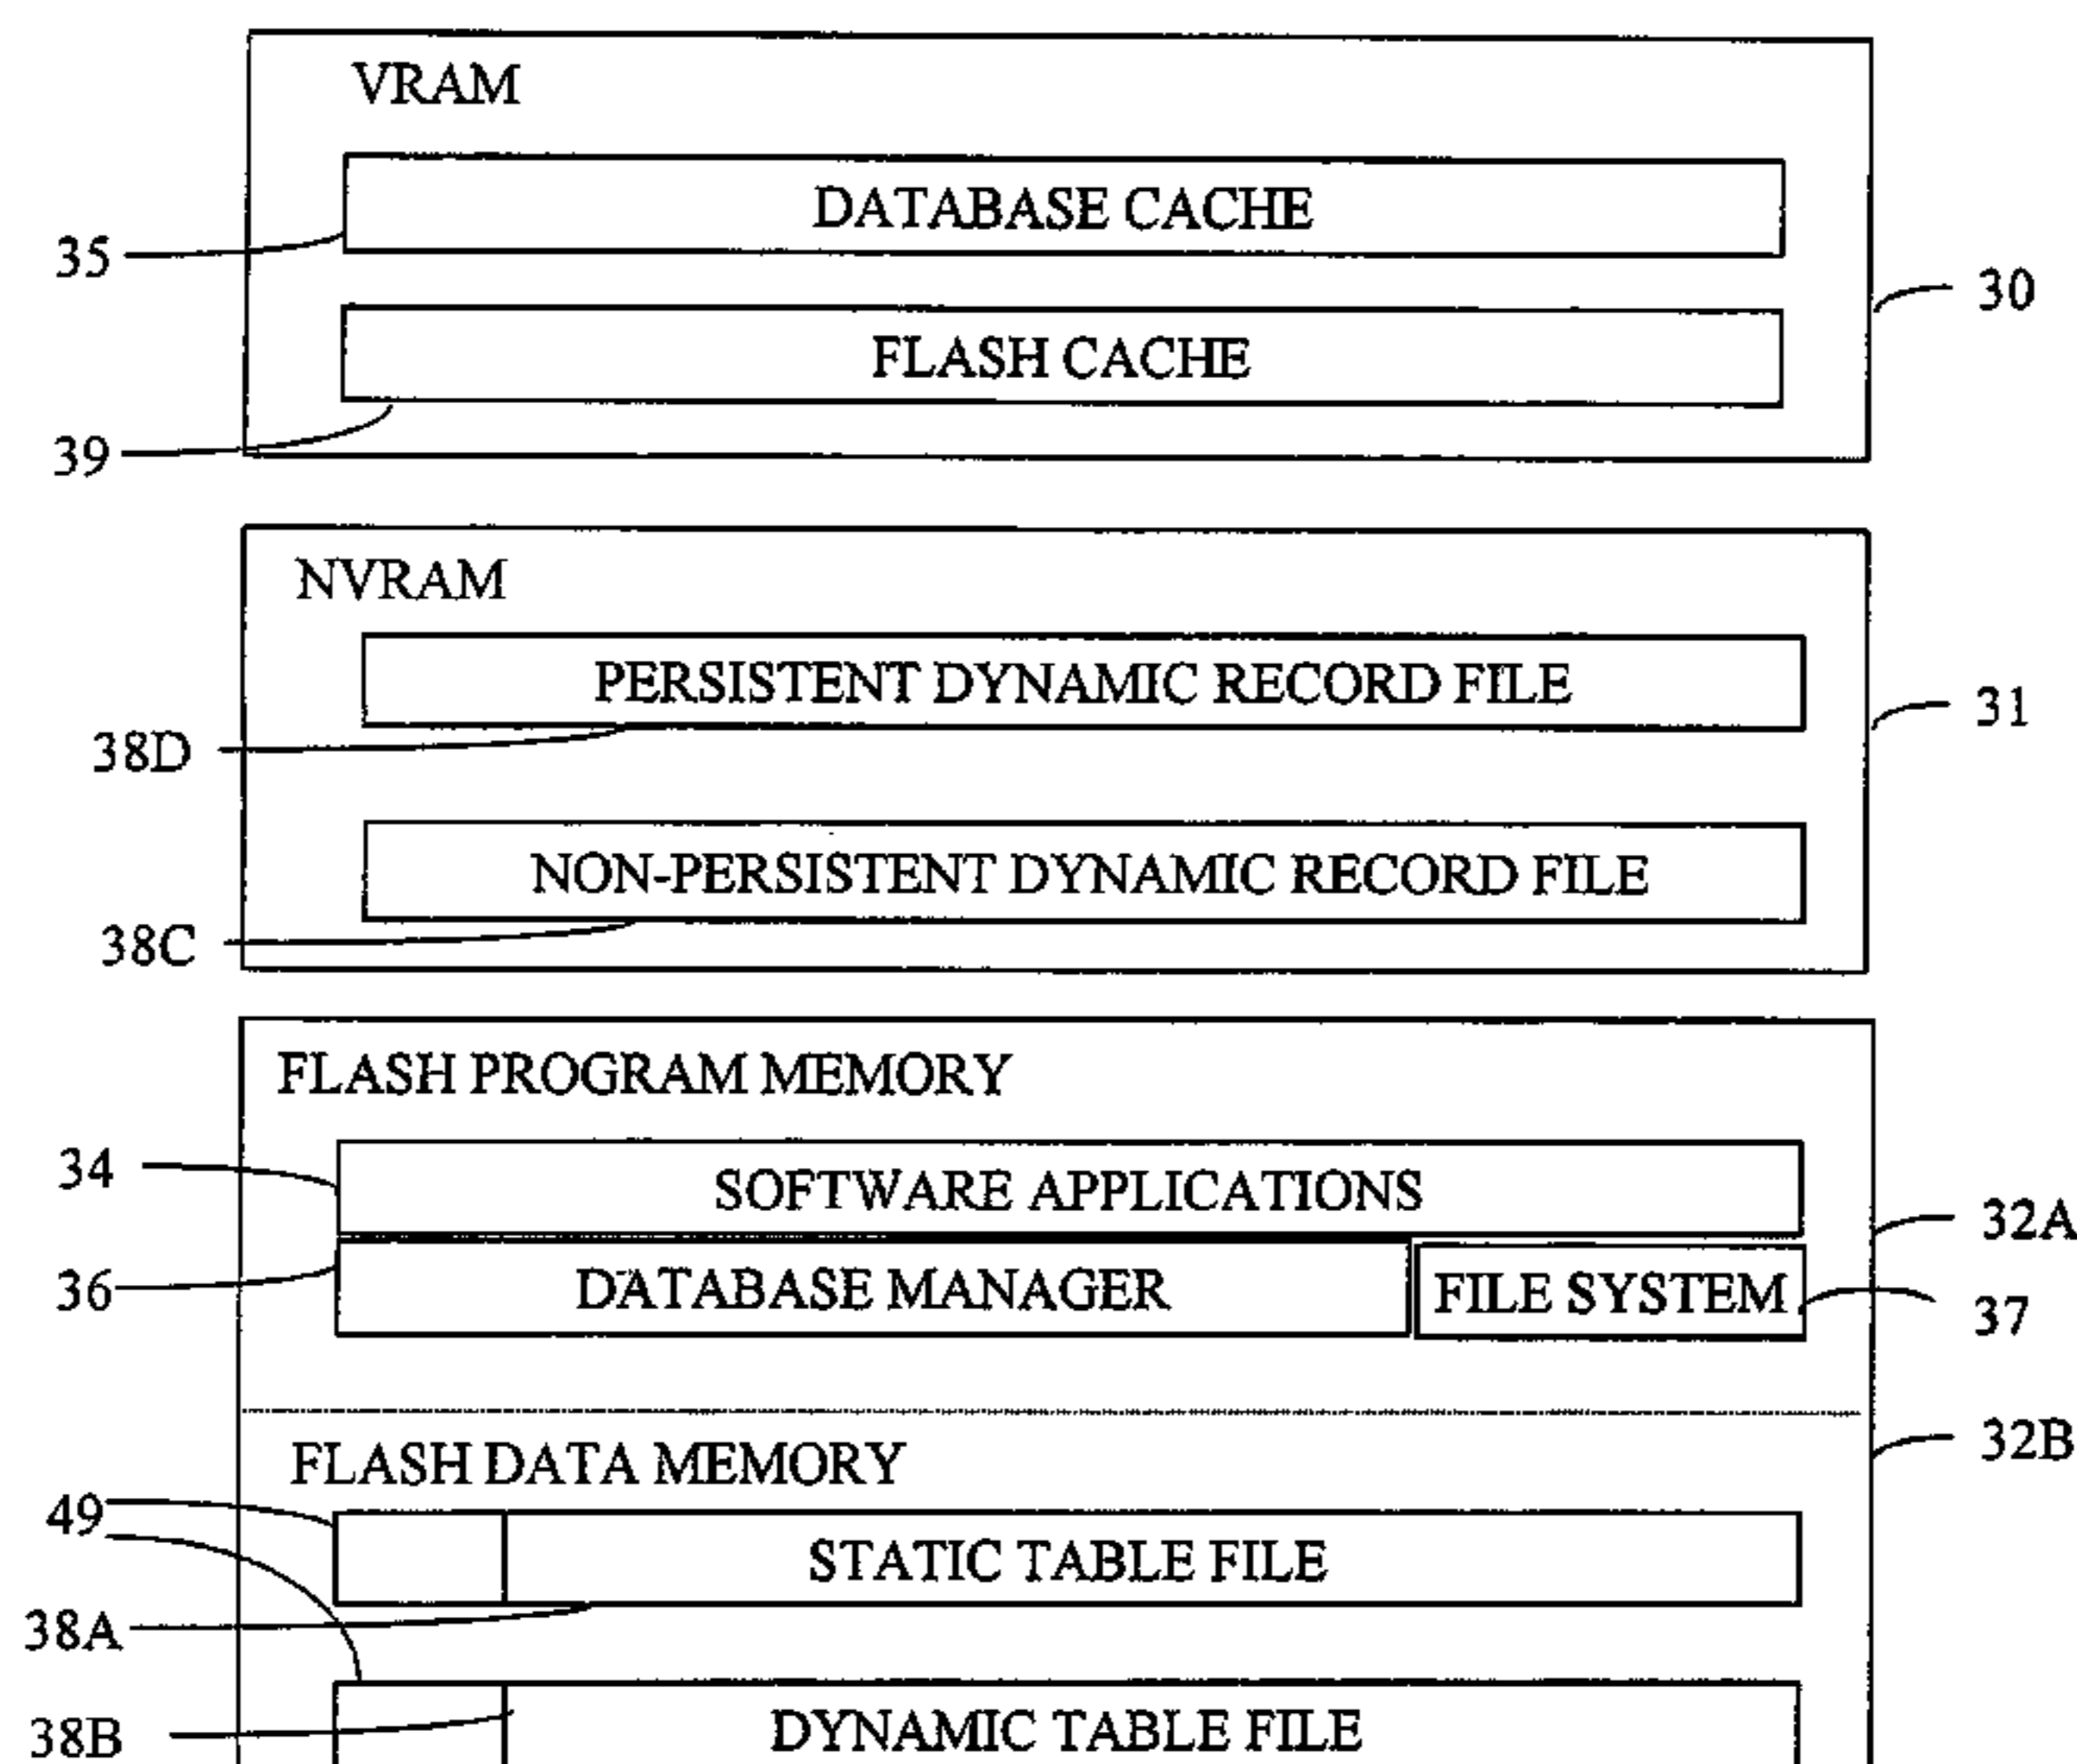 VRAM
DATABASE CACHE
35
30
FLASH CACHE
39
NVRAM
PERSISTENT DYNAMIC RECORD FILE
31
38D
NON-PERSISTENT DYNAMIC RECORD FILE
38C
FLASH PROGRAM MEMORY
34
SOFTWARE APPLICATIONS
32A
36
DATABASE MANAGER
FILE SYSTEM
37
FLASH DATA MEMORY
32B
49
STATIC TABLE FILE
38A
38B
DYNAMIC TABLE FILE